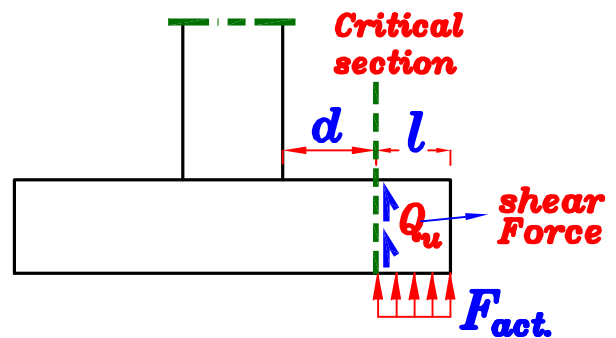 Critical
section
d
l
Qu
shear
Force
Fact.